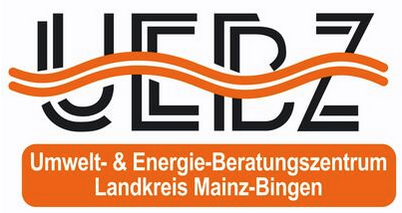 UEBZ
Umwelt- & Energie-Beratungszentrum
Landkreis Mainz-Bingen